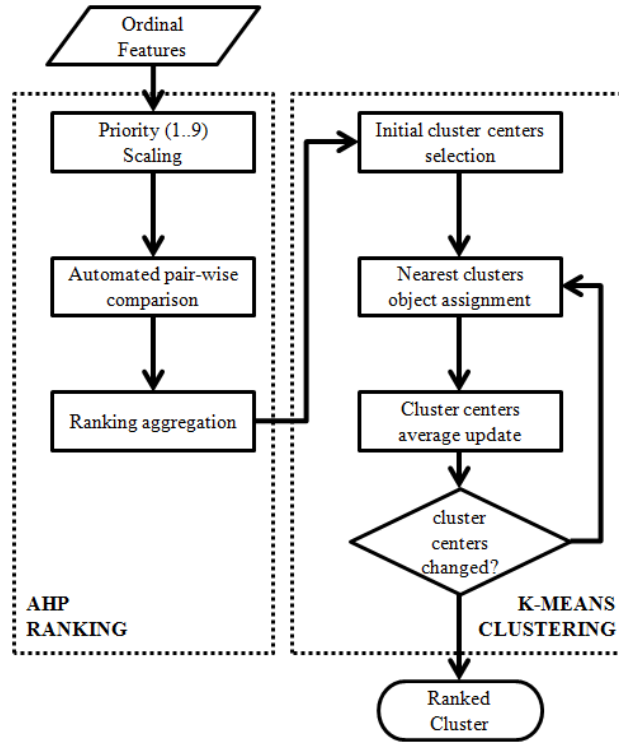 Ordinal
Features
Priority (1..9)
Scaling
Automated pair-wise
comparison
Ranking aggregation
AHP
RANKING
Initial cluster centers
selection
Nearest clusters
object assignment
Cluster centers
average update
cluster
centers
changed?
K-MEANS
CLUSTERING
Ranked
Cluster